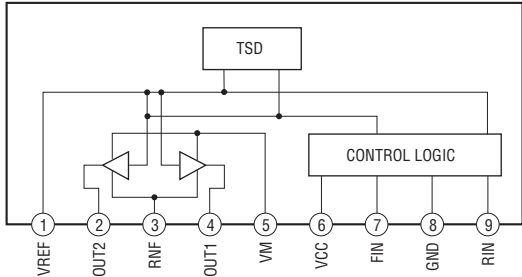 TSD
CONTROL LOGIC
1 2 3 4 5 6 7 8 9
VREF OUT2 RNF OUT1 VM VCC FIN GND RIN